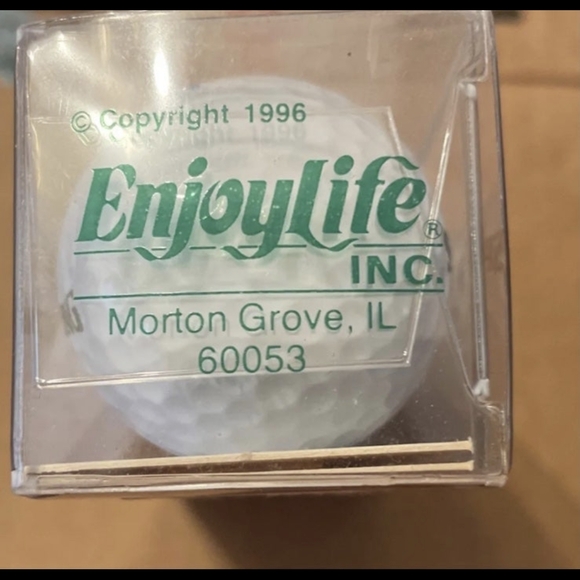 © Copyright 1996
EnjoyLife®
INC.
Morton Grove, IL
60053